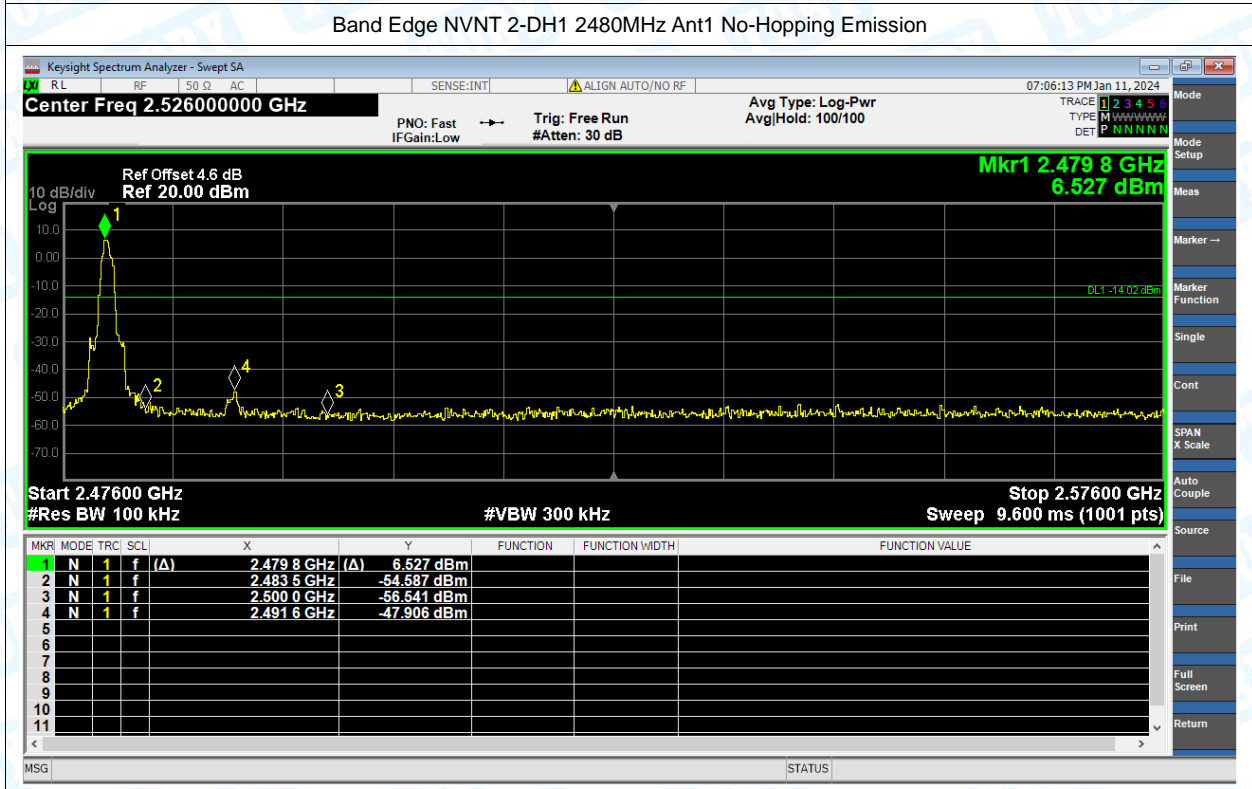 Band Edge NVNT 2-DH1 2480MHz Ant1 No-Hopping Emission
Keysight Spectrum Analyzer - Swept SA
LXI RL RF 50 Ω AC SENSE:INT ALIGN AUTO/NO RF 07:06:13 PM Jan 11, 2024
Center Freq 2.526000000 GHz
PNO: Fast
IFGain:Low
Trig: Free Run
#Atten: 30 dB
Avg Type: Log-Pwr
Avg|Hold: 100/100
TRACE 1 2 3 4 5 6
TYPE M WWWWW
DET P N N N N N
Mkr1 2.479 8 GHz
6.527 dBm
Ref Offset 4.6 dB
10 dB/div Ref 20.00 dBm
Log
10.0
0.00
-10.0
-20.0
-30.0
-40.0
-50.0
-60.0
-70.0
1
2
4
3
DL1 -14.02 dBm
Start 2.47600 GHz Stop 2.57600 GHz
#Res BW 100 kHz #VBW 300 kHz Sweep 9.600 ms (1001 pts)
MKR MODE TRC SCL X Y FUNCTION FUNCTION WIDTH FUNCTION VALUE
1 N 1 f (Δ) 2.479 8 GHz (Δ) 6.527 dBm
2 N 1 f 2.483 5 GHz -54.587 dBm
3 N 1 f 2.500 0 GHz -56.541 dBm
4 N 1 f 2.491 6 GHz -47.906 dBm
5
6
7
8
9
10
11
MSG STATUS
Mode
Mode Setup
Meas
Marker →
Marker Function
Single
Cont
SPAN X Scale
Auto Couple
Source
File
Print
Full Screen
Return